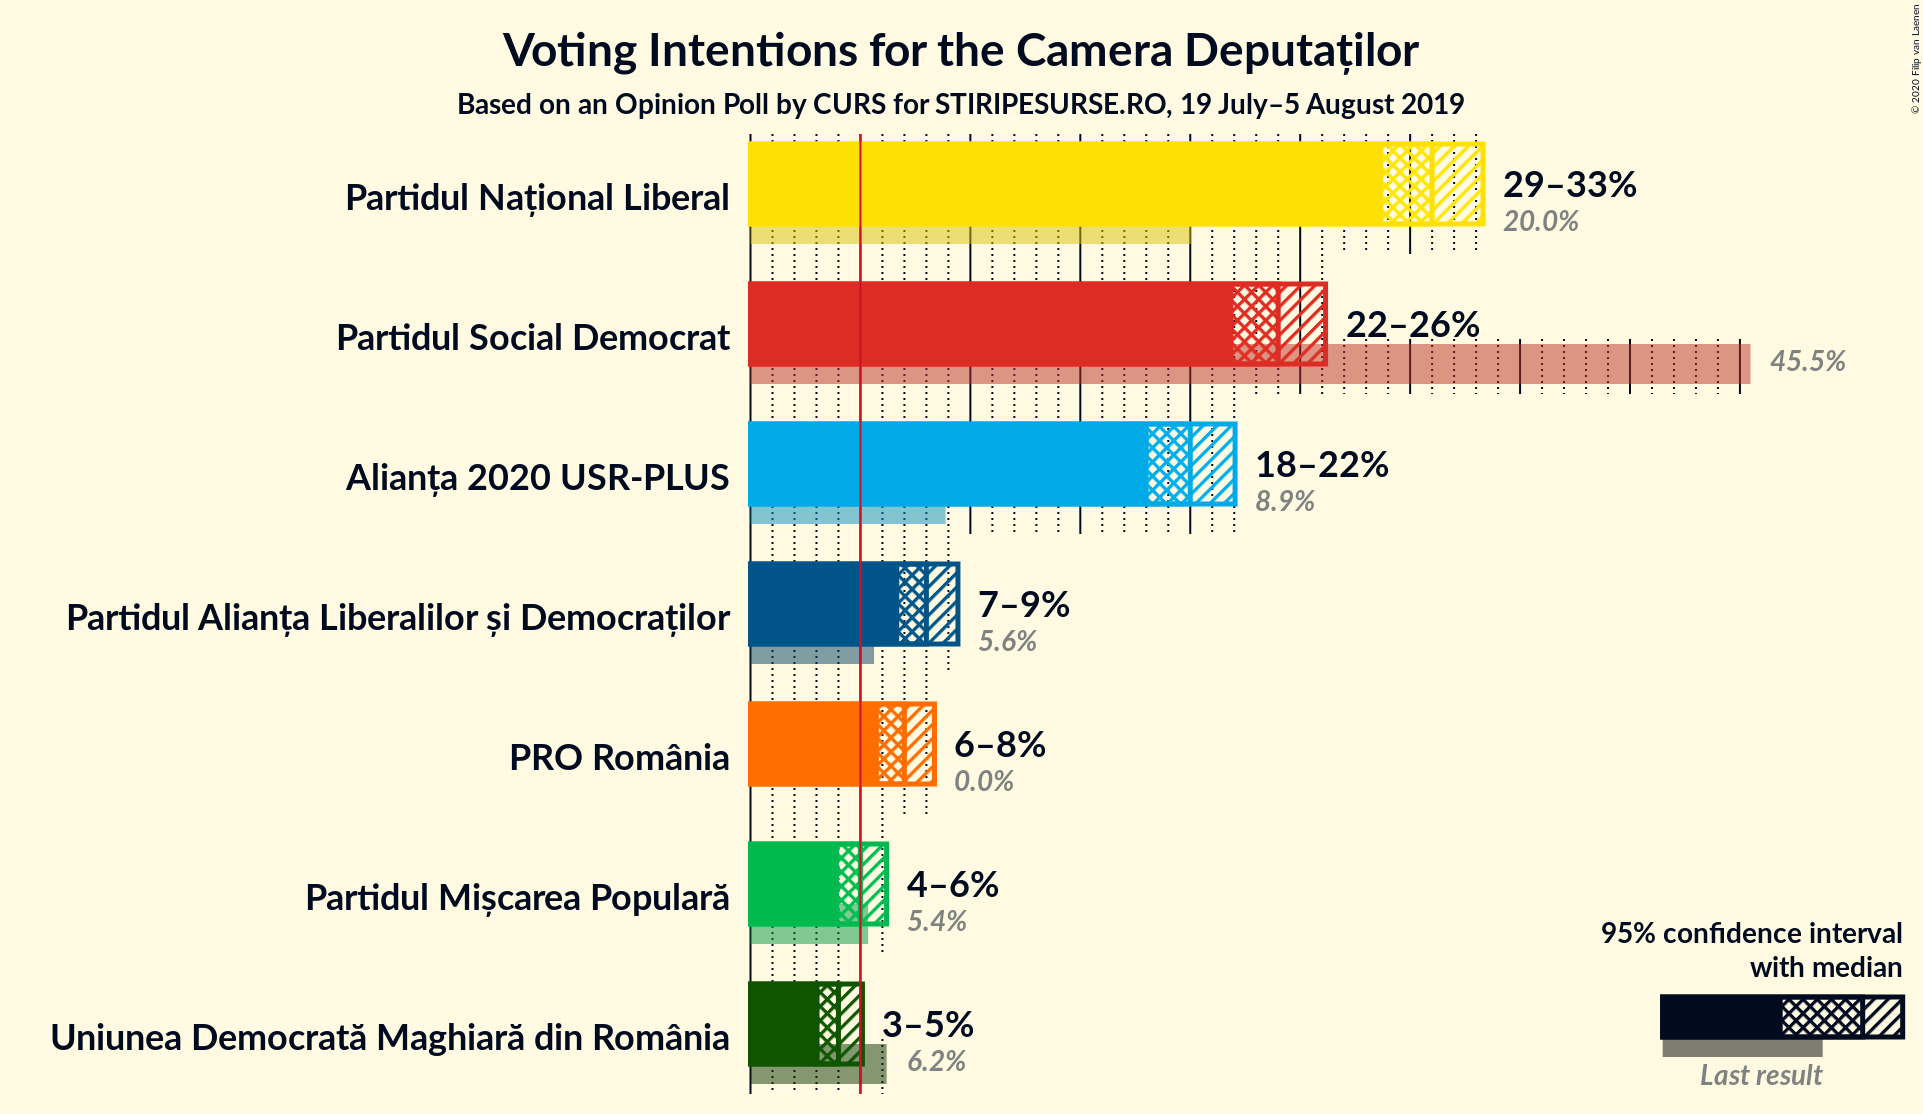 Voting Intentions for the Camera Deputaților
Based on an Opinion Poll by CURS for STIRIPESURSE.RO, 19 July–5 August 2019
© 2020 Filip van Laenen
Partidul Național Liberal
29–33%
20.0%
Partidul Social Democrat
22–26%
45.5%
Alianța 2020 USR-PLUS
18–22%
8.9%
Partidul Alianța Liberalilor și Democraților
7–9%
5.6%
PRO România
6–8%
0.0%
Partidul Mișcarea Populară
4–6%
5.4%
Uniunea Democrată Maghiară din România
3–5%
6.2%
95% confidence interval
with median
Last result